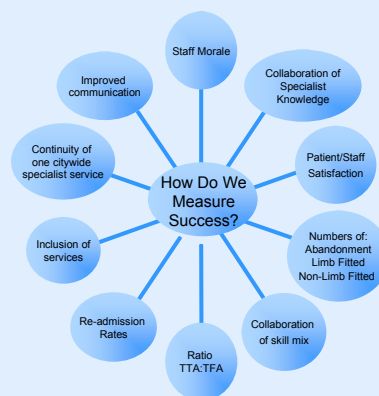 Staff Morale
Improved
communication
Collaboration of
Specialist
Knowledge
Continuity of
one citywide
specialist service
Patient/Staff
Satisfaction
How Do We
Measure
Success?
Inclusion of
services
Numbers of:
Abandonment
Limb Fitted
Non-Limb Fitted
Re-admission
Rates
Collaboration
of skill mix
Ratio
TTA:TFA